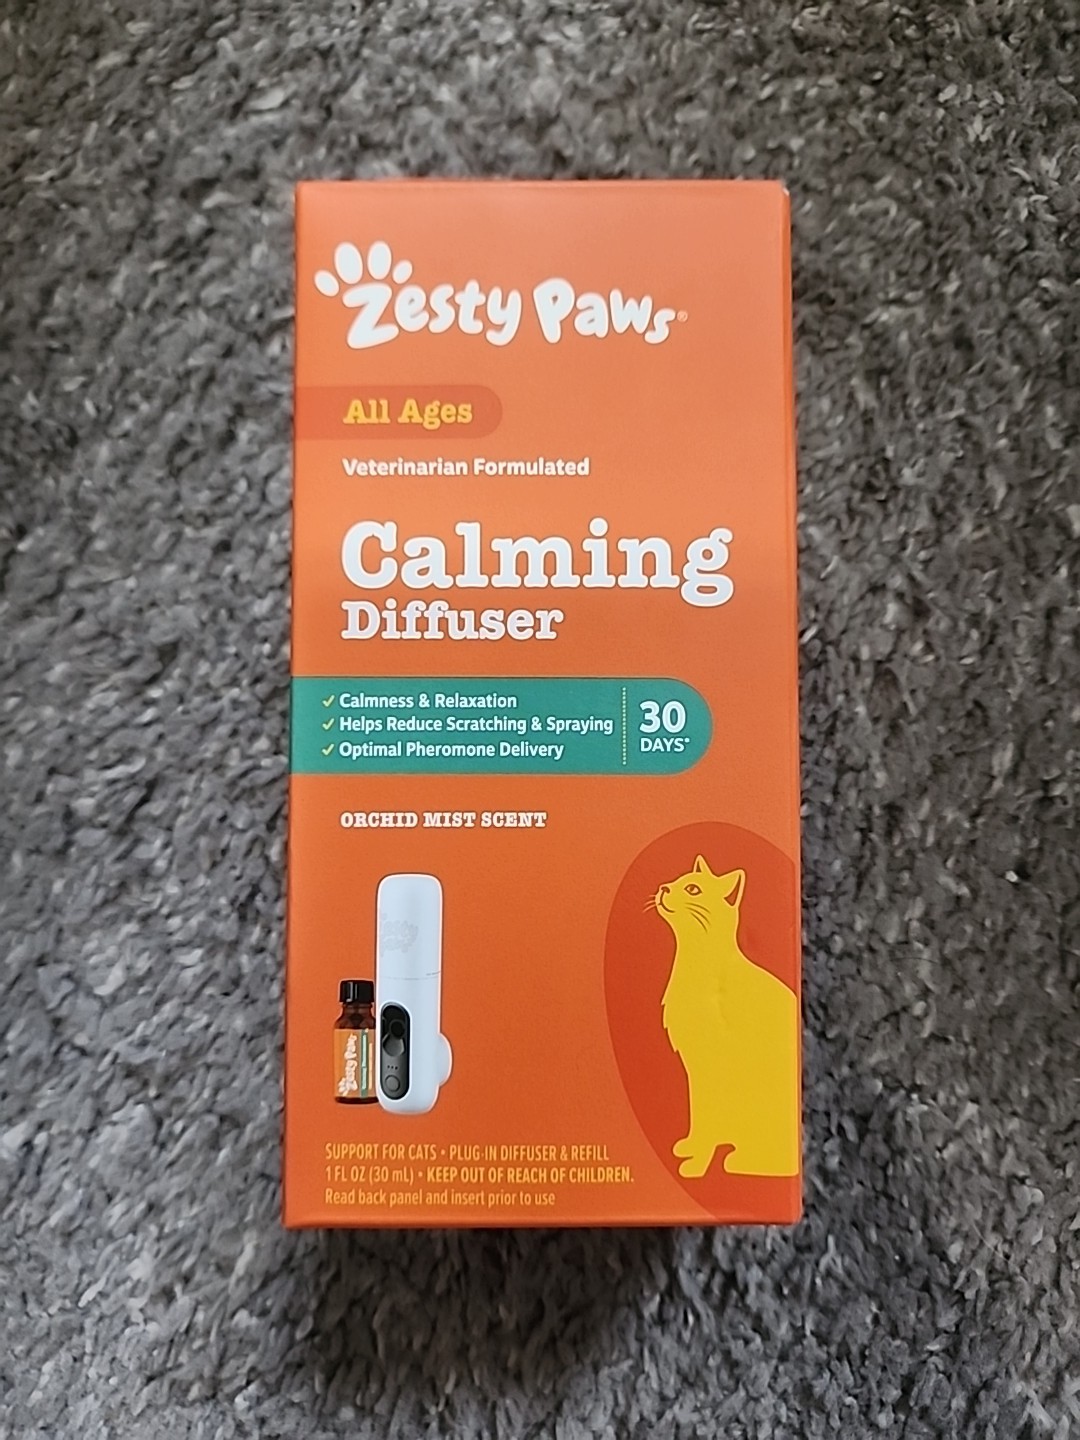 Zesty Paws®
All Ages
Veterinarian Formulated
Calming
Diffuser
✓ Calmness & Relaxation
✓ Helps Reduce Scratching & Spraying
✓ Optimal Pheromone Delivery
30
DAYS*
ORCHID MIST SCENT
Zesty Paws
SUPPORT FOR CATS • PLUG-IN DIFFUSER & REFILL
1 FL OZ (30 mL) • KEEP OUT OF REACH OF CHILDREN.
Read back panel and insert prior to use